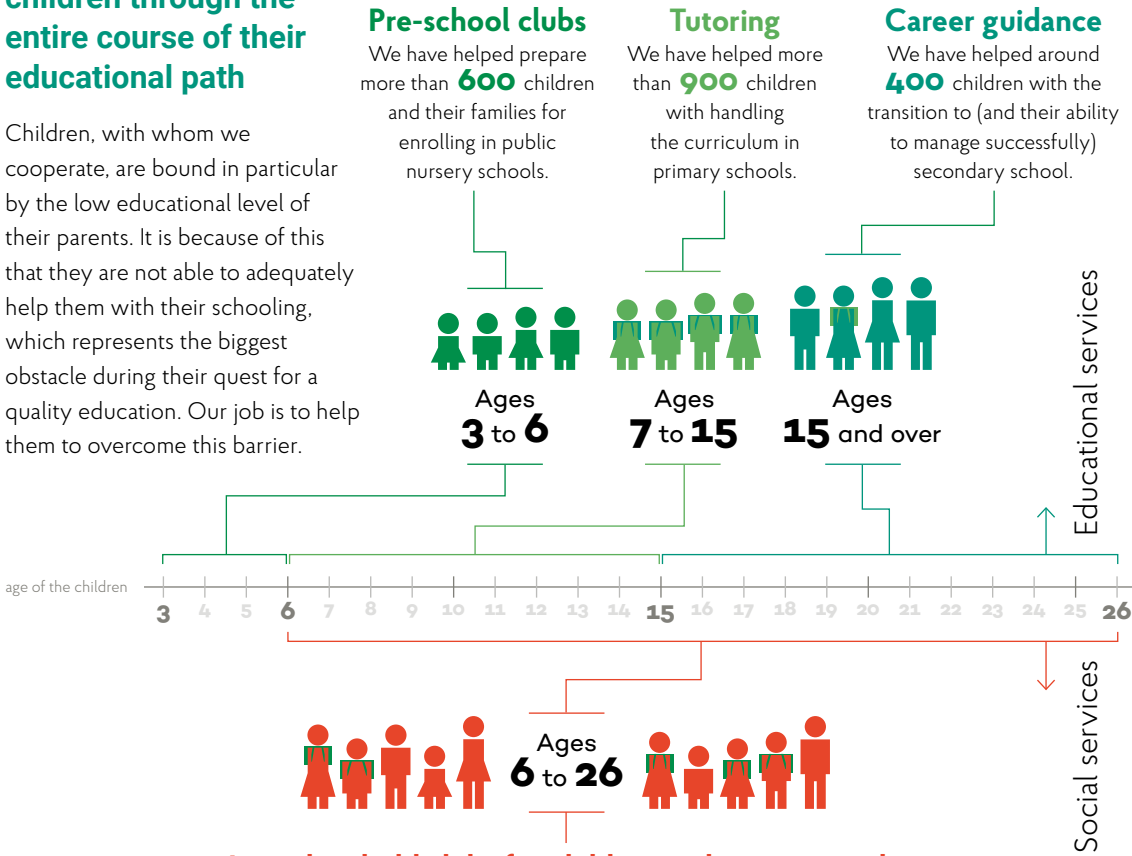 children through the
entire course of their
educational path
Children, with whom we
cooperate, are bound in particular
by the low educational level of
their parents. It is because of this
that they are not able to adequately
help them with their schooling,
which represents the biggest
obstacle during their quest for a
quality education. Our job is to help
them to overcome this barrier.
Pre-school clubs
We have helped prepare
more than 600 children
and their families for
enrolling in public
nursery schools.
Tutoring
We have helped more
than 900 children
with handling
the curriculum in
primary schools.
Career guidance
We have helped around
400 children with the
transition to (and their ability
to manage successfully)
secondary school.
Ages
3 to 6
Ages
7 to 15
Ages
15 and over
Educational services
age of the children
3 4 5 6 7 8 9 10 11 12 13 14 15 16 17 18 19 20 21 22 23 24 25 26
Ages
6 to 26
Social services